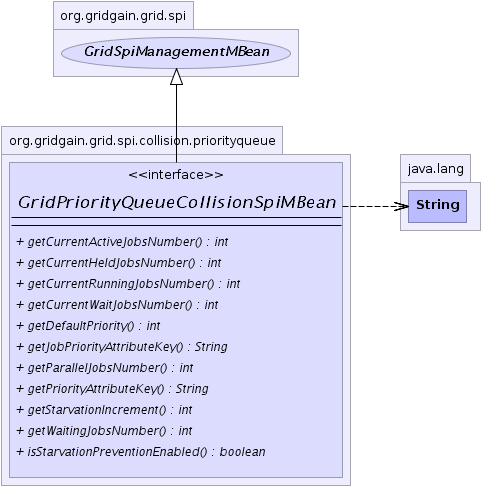 org.gridgain.grid.spi
GridSpiManagementMBean
org.gridgain.grid.spi.collision.priorityqueue
<<interface>>
GridPriorityQueueCollisionSpiMBean
+ getCurrentActiveJobsNumber() : int
+ getCurrentHeldJobsNumber() : int
+ getCurrentRunningJobsNumber() : int
+ getCurrentWaitJobsNumber() : int
+ getDefaultPriority() : int
+ getJobPriorityAttributeKey() : String
+ getParallelJobsNumber() : int
+ getPriorityAttributeKey() : String
+ getStarvationIncrement() : int
+ getWaitingJobsNumber() : int
+ isStarvationPreventionEnabled() : boolean
java.lang
String